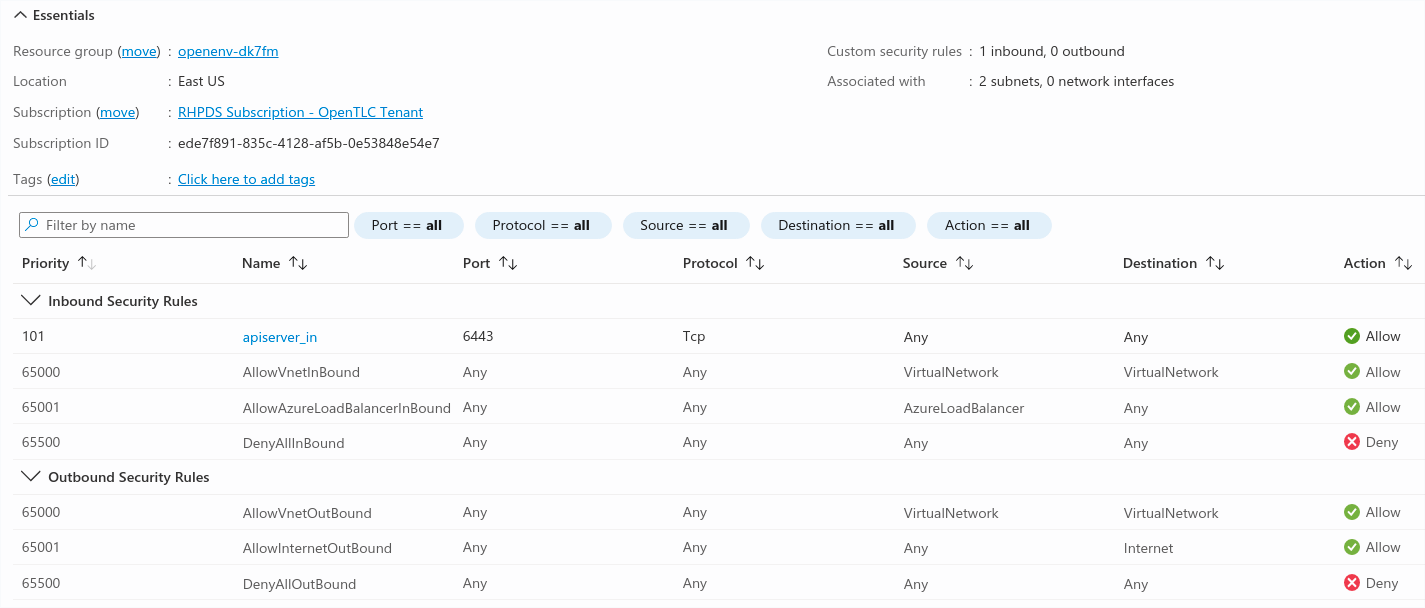 Essentials
Resource group (move) : openenv-dk7fm
Custom security rules : 1 inbound, 0 outbound
Location : East US
Associated with : 2 subnets, 0 network interfaces
Subscription (move) : RHPDS Subscription - OpenTLC Tenant
Subscription ID : ede7f891-835c-4128-af5b-0e53848e54e7
Tags (edit) : Click here to add tags
Filter by name Port == all Protocol == all Source == all Destination == all Action == all
Priority Name Port Protocol Source Destination Action
Inbound Security Rules
101 apiserver_in 6443 Tcp Any Any Allow
65000 AllowVnetInBound Any Any VirtualNetwork VirtualNetwork Allow
65001 AllowAzureLoadBalancerInBound Any Any AzureLoadBalancer Any Allow
65500 DenyAllInBound Any Any Any Any Deny
Outbound Security Rules
65000 AllowVnetOutBound Any Any VirtualNetwork VirtualNetwork Allow
65001 AllowInternetOutBound Any Any Any Internet Allow
65500 DenyAllOutBound Any Any Any Any Deny